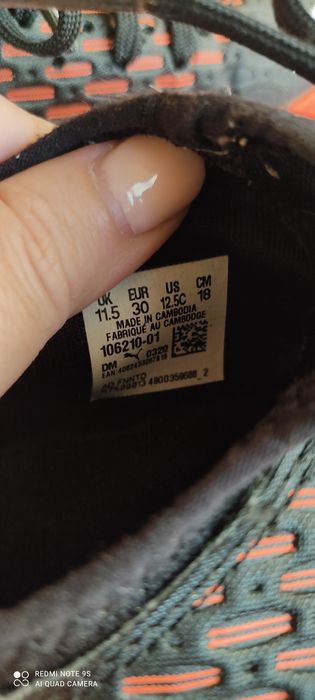 UK EUR US CM
11.5 30 12.5C 18
MADE IN CAMBODIA
FABRIQUÉ AU CAMBODGE
106210-01
DM 0320
REDMI NOTE 9S
AI QUAD CAMERA